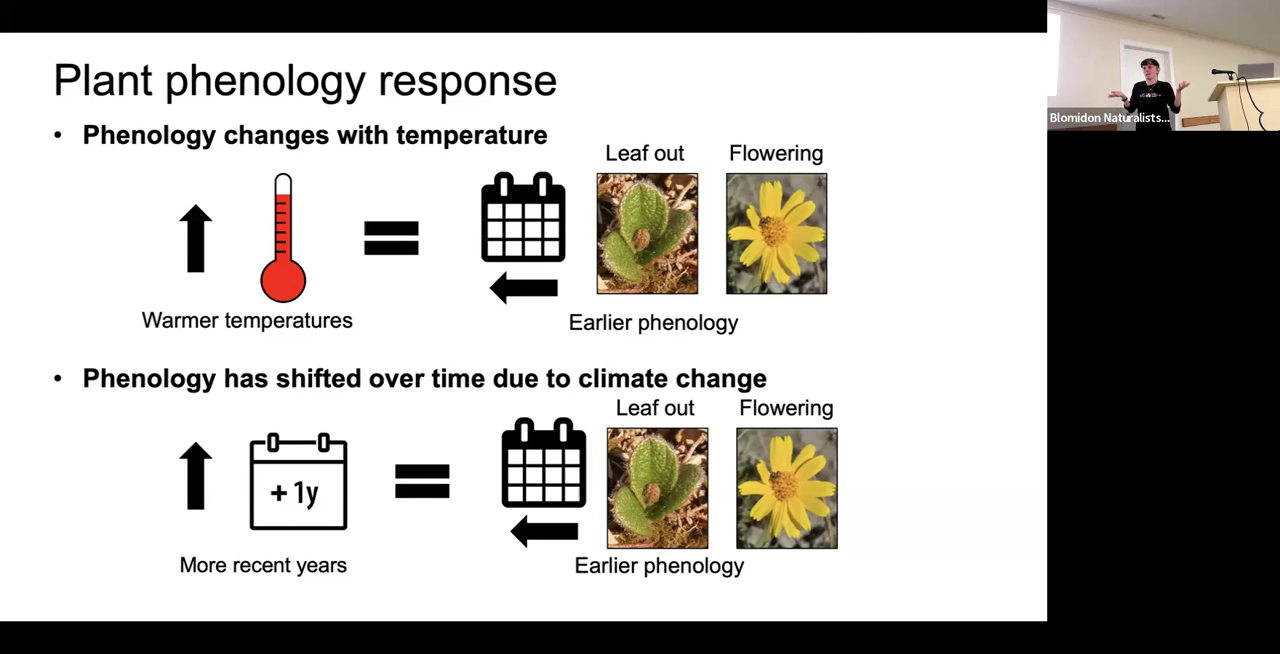 Plant phenology response
• Phenology changes with temperature
Leaf out
Flowering
Warmer temperatures
Earlier phenology
• Phenology has shifted over time due to climate change
Leaf out
Flowering
+ 1y
More recent years
Earlier phenology
Blomidon Naturalists...